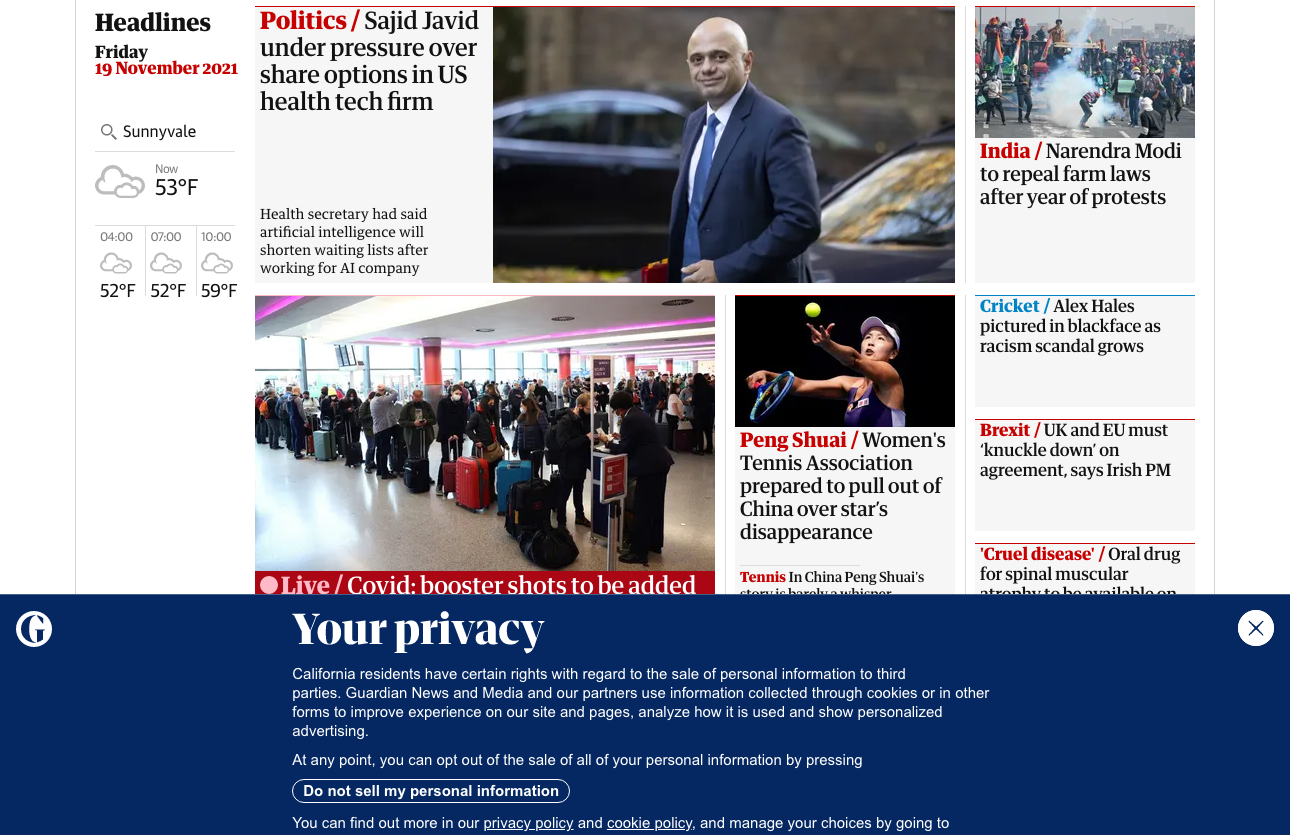 Headlines
Friday
19 November 2021
Sunnyvale
Now
53°F
04:00
07:00
10:00
52°F
52°F
59°F
Politics / Sajid Javid
under pressure over
share options in US
health tech firm
Health secretary had said
artificial intelligence will
shorten waiting lists after
working for AI company
India / Narendra Modi
to repeal farm laws
after year of protests
Live / Covid: booster shots to be added
Peng Shuai / Women's
Tennis Association
prepared to pull out of
China over star's
disappearance
Tennis In China Peng Shuai's
story is barely a whisper
Cricket / Alex Hales
pictured in blackface as
racism scandal grows
Brexit / UK and EU must
‘knuckle down’ on
agreement, says Irish PM
'Cruel disease' / Oral drug
for spinal muscular
atrophy to be available on
Your privacy
California residents have certain rights with regard to the sale of personal information to third
parties. Guardian News and Media and our partners use information collected through cookies or in other
forms to improve experience on our site and pages, analyze how it is used and show personalized
advertising.
At any point, you can opt out of the sale of all of your personal information by pressing
Do not sell my personal information
You can find out more in our privacy policy and cookie policy, and manage your choices by going to